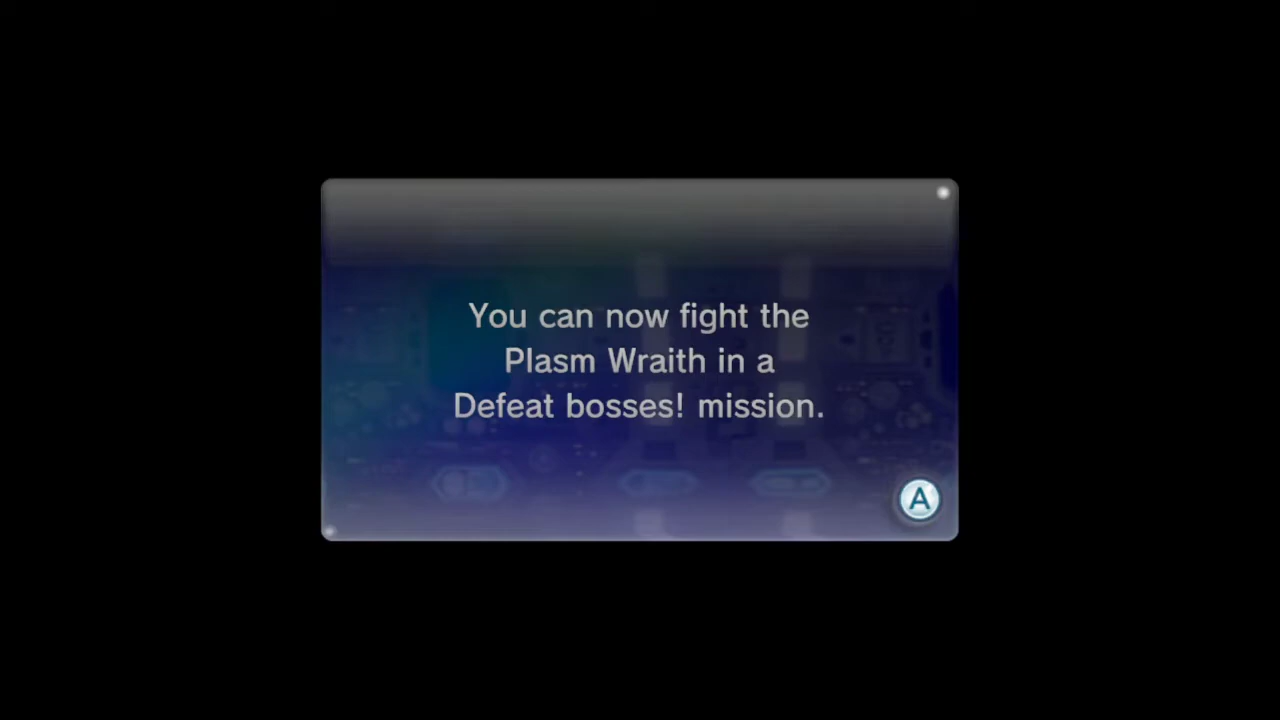 You can now fight the
Plasm Wraith in a
Defeat bosses! mission.
A